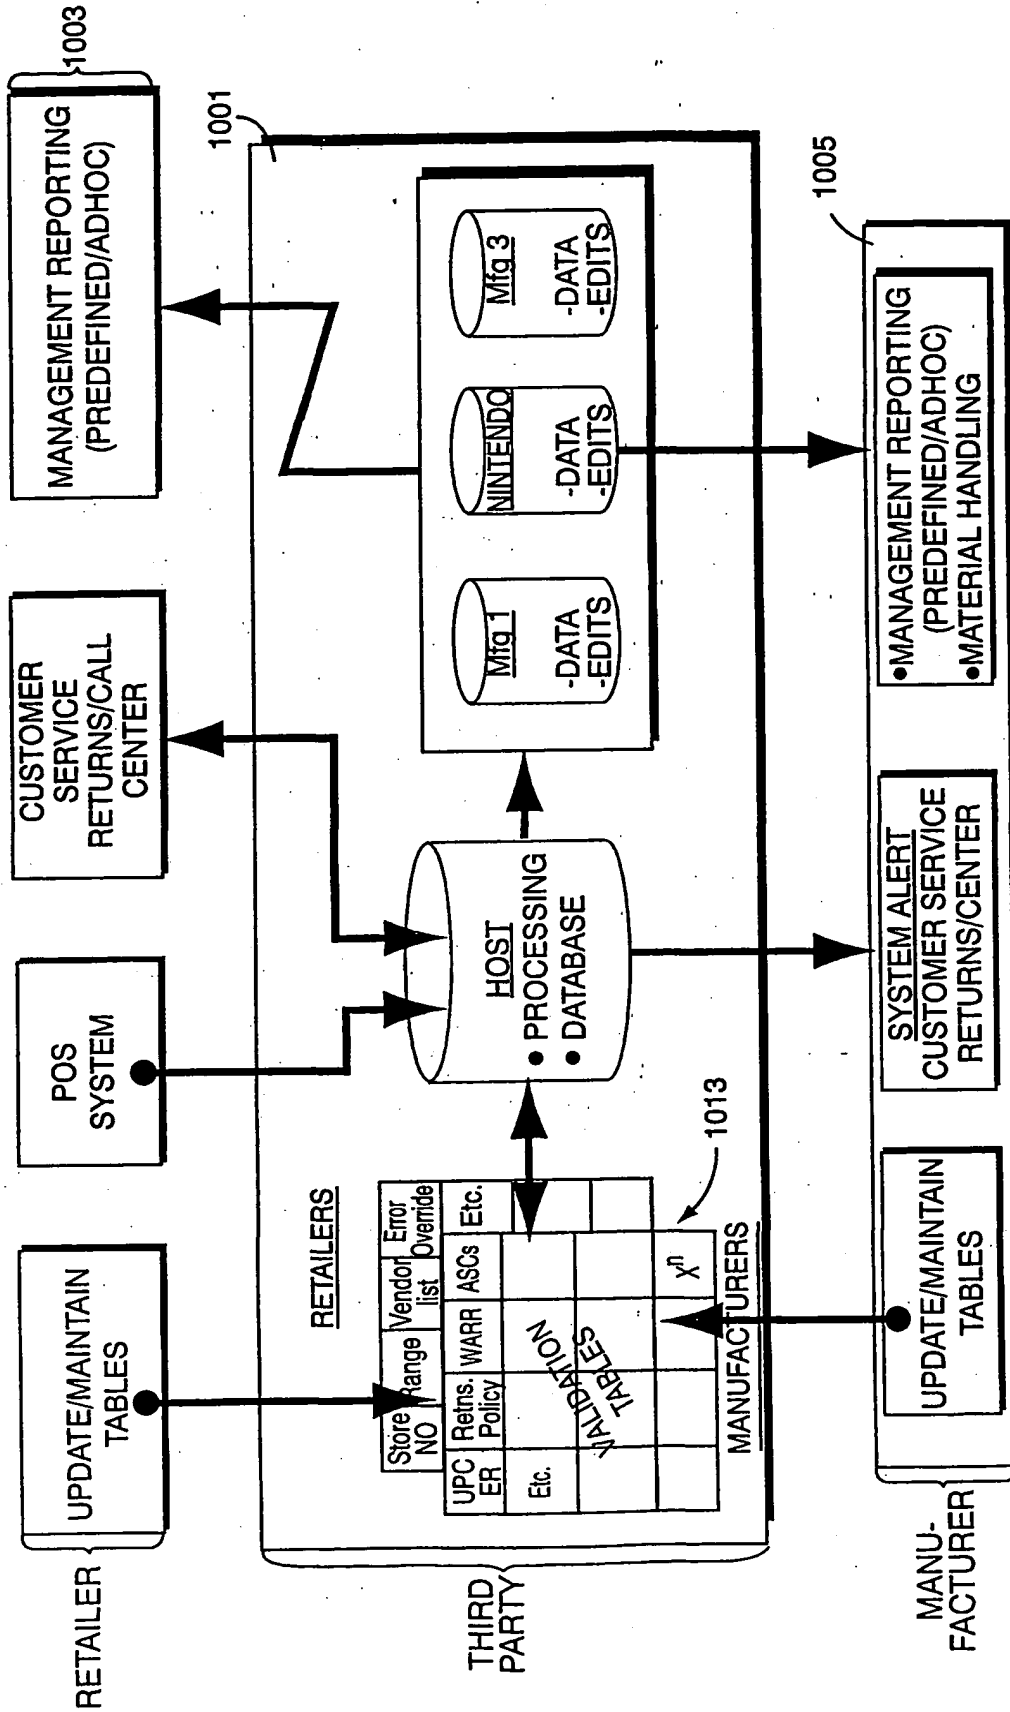 RETAILER
UPDATE/MAINTAIN
TABLES
POS
SYSTEM
CUSTOMER
SERVICE
RETURNS/CALL
CENTER
MANAGEMENT REPORTING
(PREDEFINED/ADHOC)
1003
THIRD
PARTY
1001
RETAILERS
Store
NO
Range
Vendor
list
Error
Override
UPC
ER
Retns.
Policy
WARR
ASCs
Etc.
Etc.
VALIDATION
TABLES
Xⁿ
MANUFACTURERS
1013
HOST
● PROCESSING
● DATABASE
Mfg 1
-DATA
-EDITS
NINTENDO
-DATA
-EDITS
Mfg 3
-DATA
-EDITS
MANU-
FACTURER
UPDATE/MAINTAIN
TABLES
SYSTEM ALERT
CUSTOMER SERVICE
RETURNS/CENTER
●MANAGEMENT REPORTING
(PREDEFINED/ADHOC)
●MATERIAL HANDLING
1005